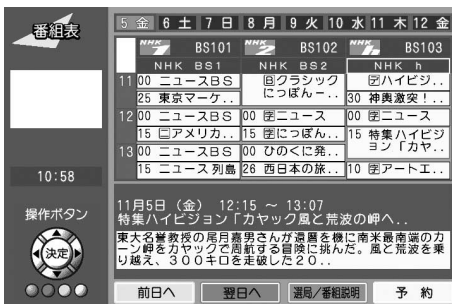 番組表
5 金 6 土 7 日 8 月 9 火 10 水 11 木 12 金
NHK 1 BS101 NHK 2 BS102 NHK h BS103
NHK BS1 NHK BS2 NHK h
11 00 ニュースBS
25 東京マーケ..
B クラシック
にっぽんー..
字 ハイビジ..
30 神輿激突!..
12 00 ニュースBS 00 字 ニュース 00 字 ニュース
15 二 アメリカ.. 15 字 にっぽん.. 15 特集ハイビジ
ョン「カヤ..
13 00 ニュースBS 00 ひのくに発..
15 ニュース列島 26 西日本の旅.. 10 字 アートエ..
10:58
11月5日(金) 12:15 ~ 13:07
特集ハイビジョン「カヤック風と荒波の岬へ..
操作ボタン
決定
東大名誉教授の尾月嘉男さんが還暦を機に南米最南端のカ
ーン岬をカヤックで周航する冒険に挑んだ。風と荒波を乗
り越え、300キロを走破した20..
前日へ 翌日へ 選局/番組説明 予約